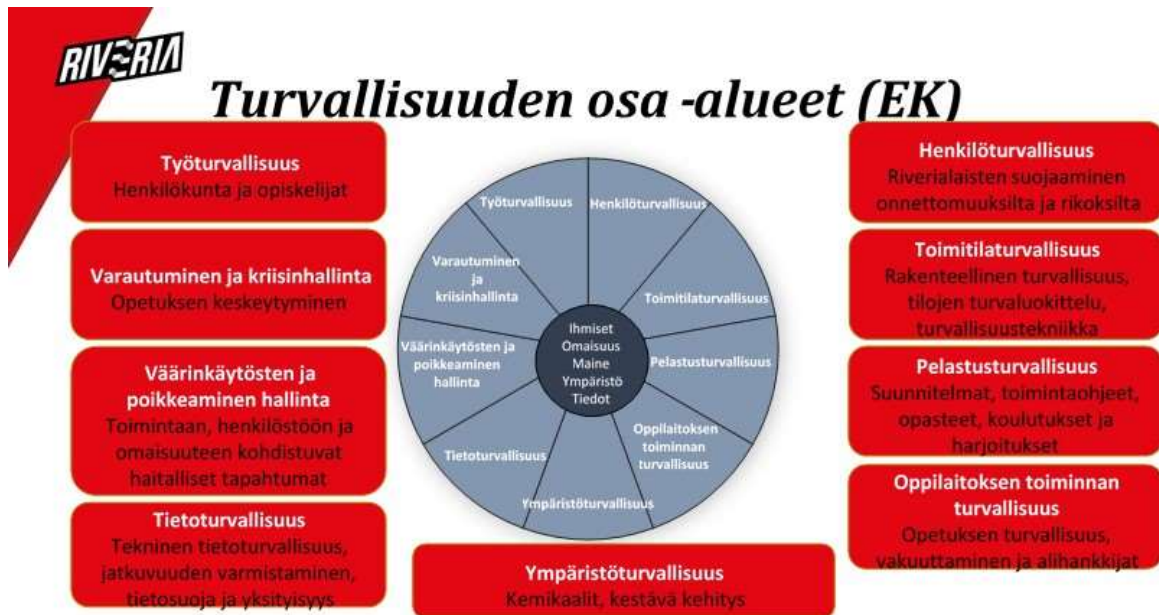 RIVERIA
Turvallisuuden osa -alueet (EK)
Työturvallisuus
Henkilökunta ja opiskelijat
Varautuminen ja kriisinhallinta
Opetuksen keskeytyminen
Väärinkäytösten ja
poikkeaminen hallinta
Toimintaan, henkilöstöön ja
omaisuuteen kohdistuvat
haitalliset tapahtumat
Tietoturvallisuus
Tekninen tietoturvallisuus,
jatkuvuuden varmistaminen,
tietosuoja ja yksityisyys
Työturvallisuus
Henkilöturvallisuus
Varautuminen
ja
kriisinhallinta
Toimitilaturvallisuus
Väärinkäytösten ja
poikkeaminen
hallinta
Pelastusturvallisuus
Ihmiset
Omaisuus
Maine
Ympäristö
Tiedot
Tietoturvallisuus
Oppilaitoksen
toiminnan
turvallisuus
Ympäristöturvallisuus
Ympäristöturvallisuus
Kemikaalit, kestävä kehitys
Henkilöturvallisuus
Riverialaisten suojaaminen
onnettomuuksilta ja rikoksilta
Toimitilaturvallisuus
Rakenteellinen turvallisuus,
tilojen turvaluokittelu,
turvallisuustekniikka
Pelastusturvallisuus
Suunnitelmat, toimintaohjeet,
opasteet, koulutukset ja
harjoitukset
Oppilaitoksen toiminnan
turvallisuus
Opetuksen turvallisuus,
vakuuttaminen ja alihankkijat